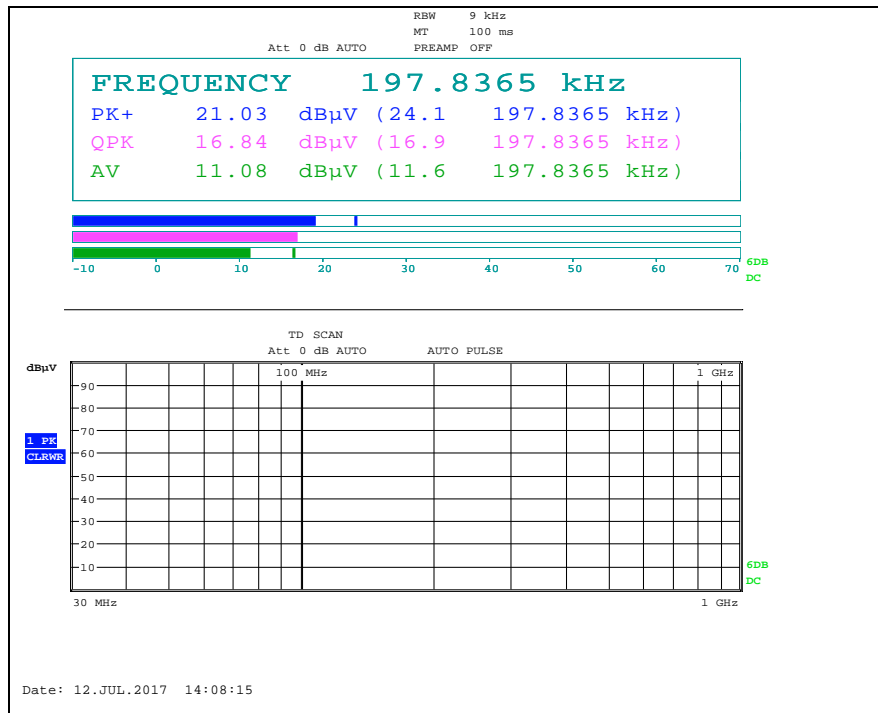 RBW 9 kHz
MT 100 ms
Att 0 dB AUTO PREAMP OFF
FREQUENCY 197.8365 kHz
PK+ 21.03 dBµV (24.1 197.8365 kHz)
QPK 16.84 dBµV (16.9 197.8365 kHz)
AV 11.08 dBµV (11.6 197.8365 kHz)
-10 0 10 20 30 40 50 60 70
6DB
DC
TD SCAN
Att 0 dB AUTO AUTO PULSE
dBµV
100 MHz 1 GHz
90
80
70
1 PK
CLRWR
60
50
40
30
20
10
6DB
DC
30 MHz 1 GHz
Date: 12.JUL.2017 14:08:15